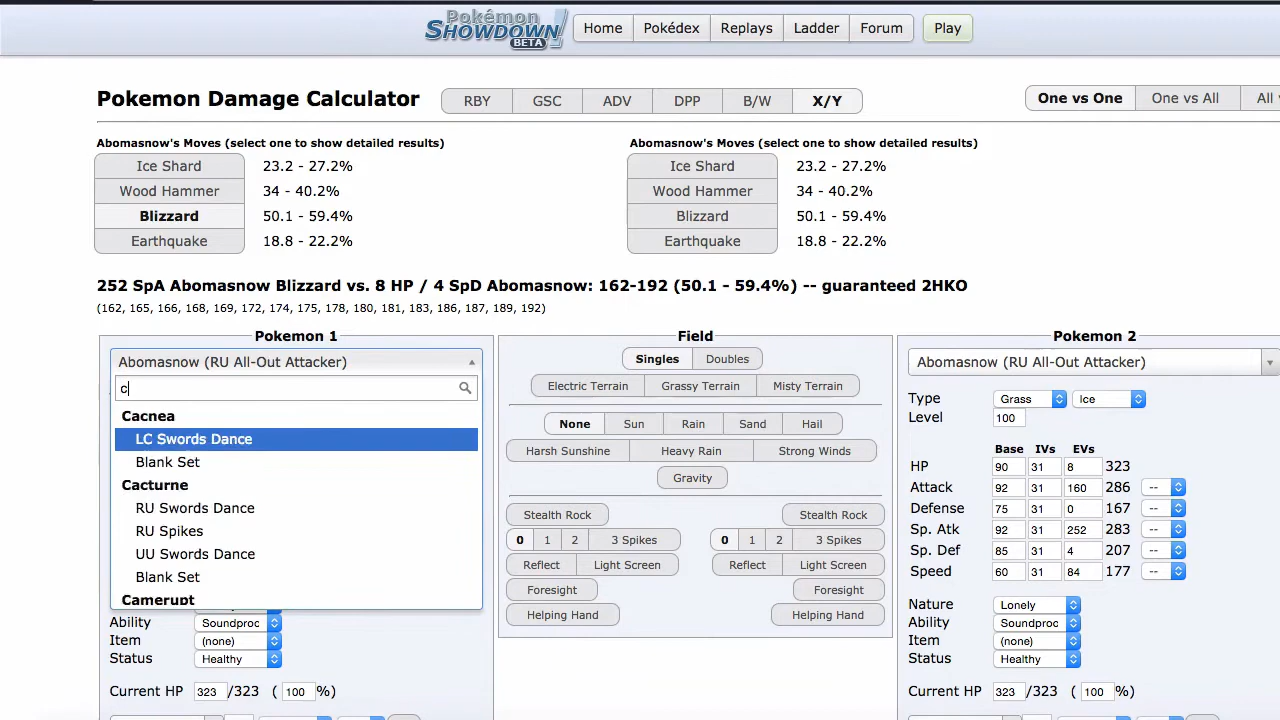 Pokémon SHOWDOWN BETA
Home Pokédex Replays Ladder Forum Play
Pokemon Damage Calculator RBY GSC ADV DPP B/W X/Y One vs One One vs All All
Abomasnow's Moves (select one to show detailed results) Abomasnow's Moves (select one to show detailed results)
Ice Shard 23.2 - 27.2% Ice Shard 23.2 - 27.2%
Wood Hammer 34 - 40.2% Wood Hammer 34 - 40.2%
Blizzard 50.1 - 59.4% Blizzard 50.1 - 59.4%
Earthquake 18.8 - 22.2% Earthquake 18.8 - 22.2%
252 SpA Abomasnow Blizzard vs. 8 HP / 4 SpD Abomasnow: 162-192 (50.1 - 59.4%) -- guaranteed 2HKO
(162, 165, 166, 168, 169, 172, 174, 175, 178, 180, 181, 183, 186, 187, 189, 192)
Pokemon 1
Abomasnow (RU All-Out Attacker)
c
Cacnea
LC Swords Dance
Blank Set
Cacturne
RU Swords Dance
RU Spikes
UU Swords Dance
Blank Set
Camerupt
Ability Soundproc
Item (none)
Status Healthy
Current HP 323 /323 ( 100 %)
Field
Singles Doubles
Electric Terrain Grassy Terrain Misty Terrain
None Sun Rain Sand Hail
Harsh Sunshine Heavy Rain Strong Winds
Gravity
Stealth Rock Stealth Rock
0 1 2 3 Spikes 0 1 2 3 Spikes
Reflect Light Screen Reflect Light Screen
Foresight Foresight
Helping Hand Helping Hand
Pokemon 2
Abomasnow (RU All-Out Attacker)
Type Grass Ice
Level 100
Base IVs EVs
HP 90 31 8 323
Attack 92 31 160 286 --
Defense 75 31 0 167 --
Sp. Atk 92 31 252 283 --
Sp. Def 85 31 4 207 --
Speed 60 31 84 177 --
Nature Lonely
Ability Soundproc
Item (none)
Status Healthy
Current HP 323 /323 ( 100 %)